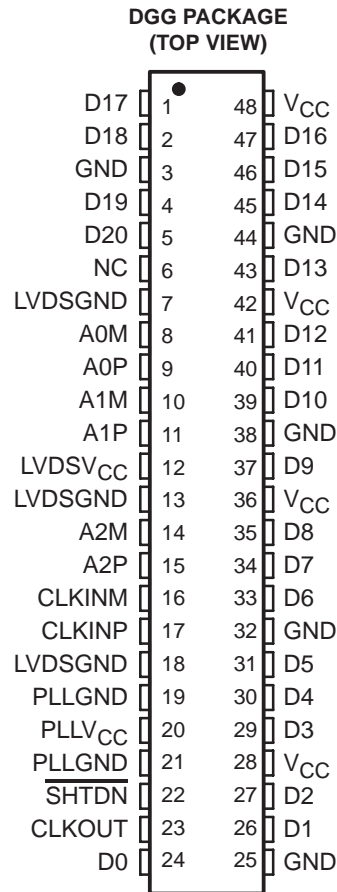 DGG PACKAGE
(TOP VIEW)
D17 1 48 VCC
D18 2 47 D16
GND 3 46 D15
D19 4 45 D14
D20 5 44 GND
NC 6 43 D13
LVDSGND 7 42 VCC
A0M 8 41 D12
A0P 9 40 D11
A1M 10 39 D10
A1P 11 38 GND
LVDSVCC 12 37 D9
LVDSGND 13 36 VCC
A2M 14 35 D8
A2P 15 34 D7
CLKINM 16 33 D6
CLKINP 17 32 GND
LVDSGND 18 31 D5
PLLGND 19 30 D4
PLLVCC 20 29 D3
PLLGND 21 28 VCC
SHTDN 22 27 D2
CLKOUT 23 26 D1
D0 24 25 GND